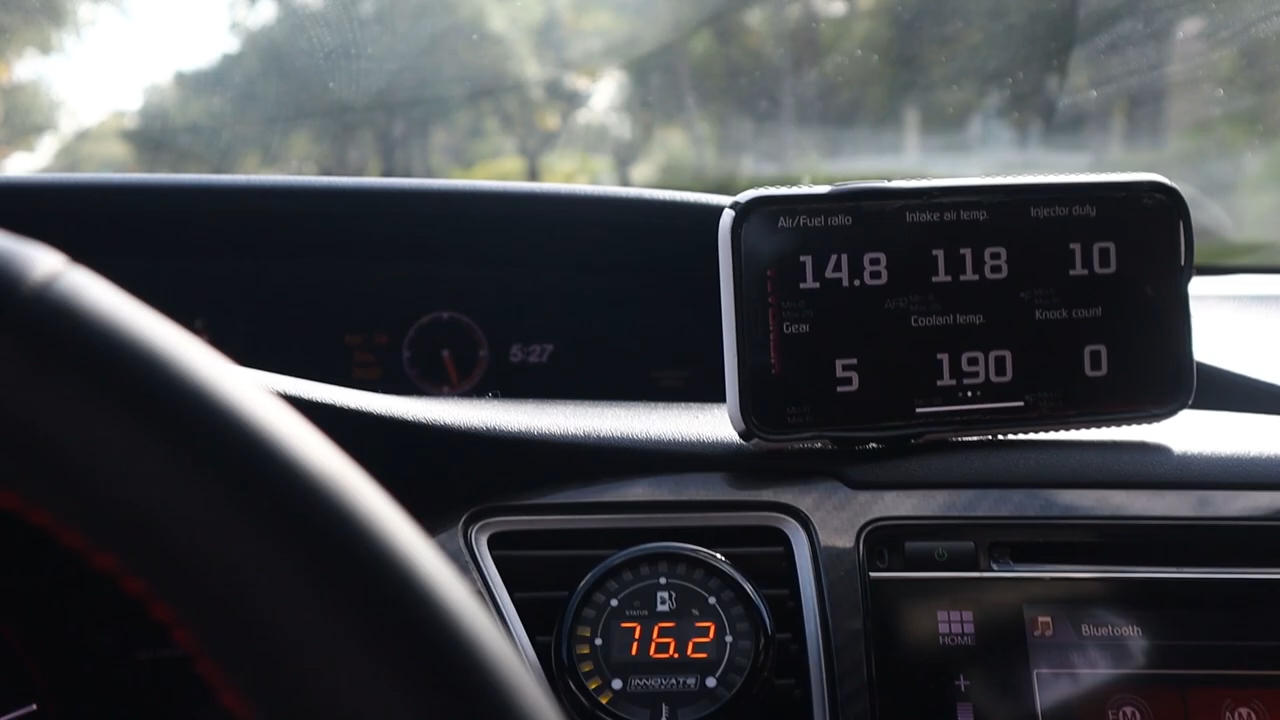 Air/Fuel ratio
Intake air temp.
Injector duty
14.8
118
10
Gear
Coolant temp.
Knock count
5
190
0
5:27
STATUS
%
76.2
INNOVATE
HOME
Bluetooth
+